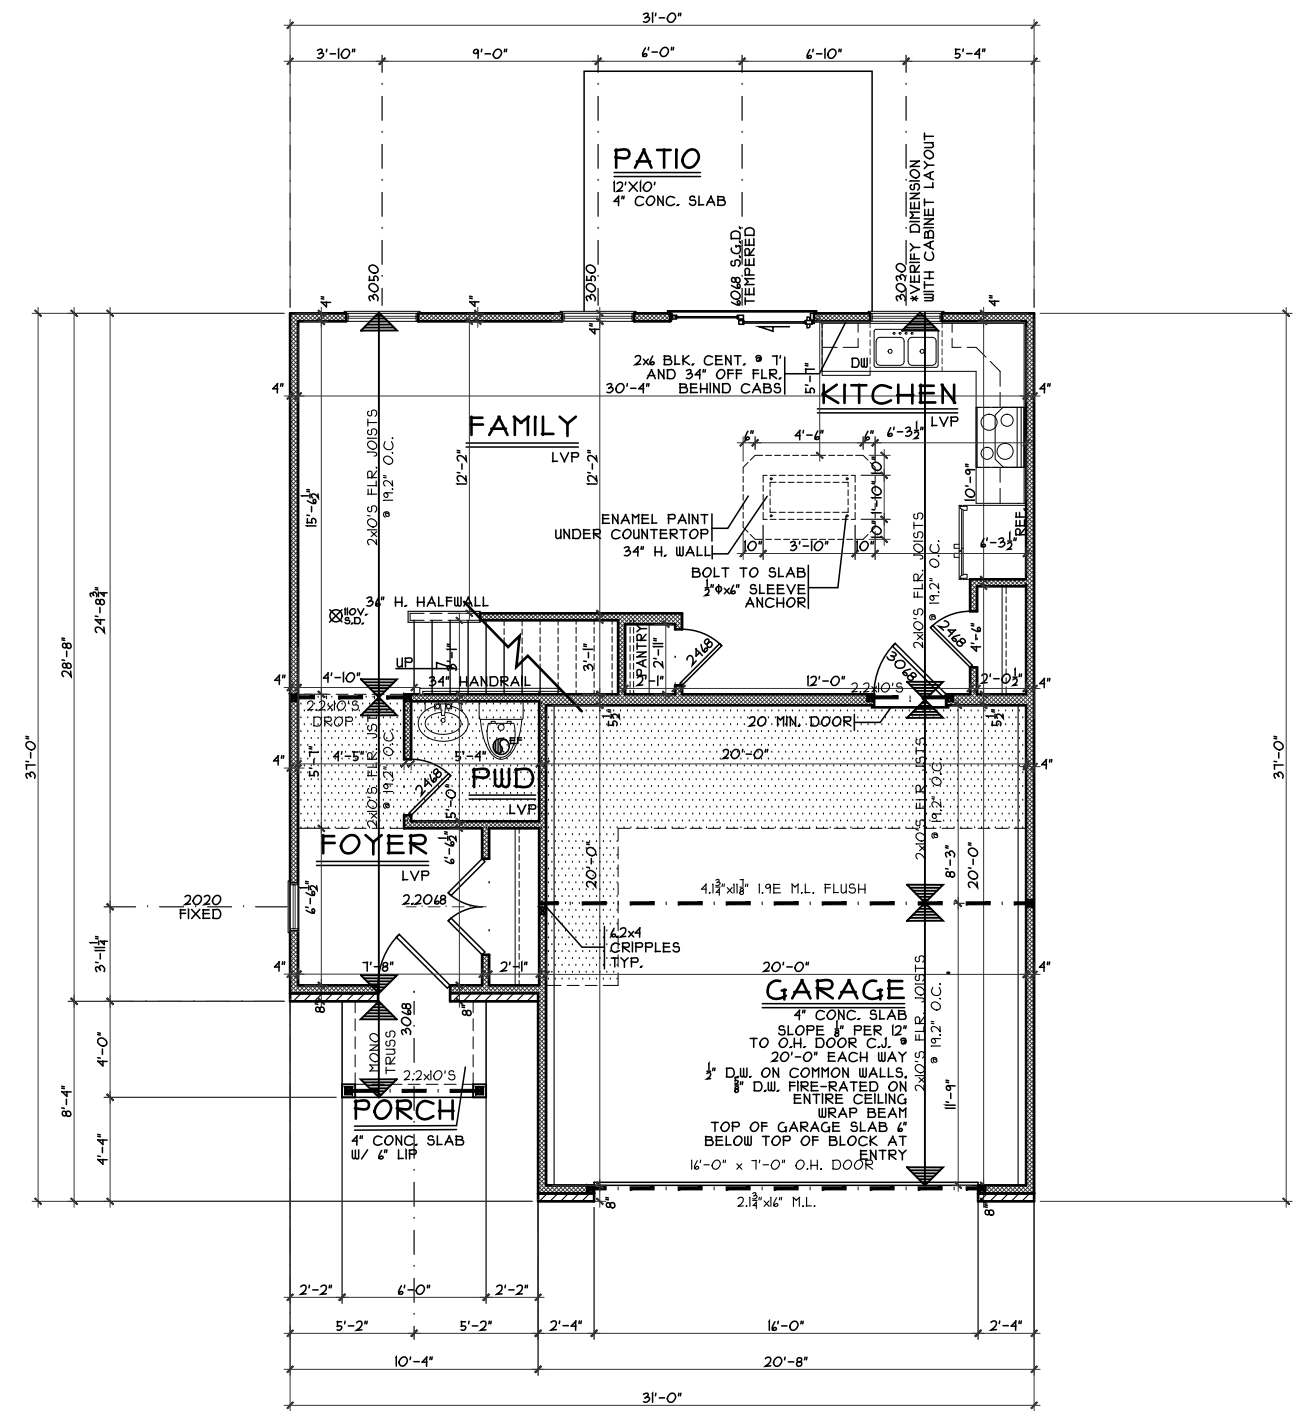 31'-0"
3'-10"
9'-0"
6'-0"
6'-10"
5'-4"
PATIO
12'X10'
4" CONC. SLAB
3050
3050
6068 S.G.D.
TEMPERED
3030
*VERIFY DIMENSION
WITH CABINET LAYOUT
4"
4"
4"
4"
2x6 BLK. CENT. @ 7'
AND 34" OFF FLR.
BEHIND CABS
30'-4"
5'-7"
DW
KITCHEN
LVP
4"
4"
FAMILY
LVP
12'-2"
12'-2"
15'-6½"
2x10'S FLR. JOISTS
@ 19.2" O.C.
6"
4'-6"
6"
6'-3½"
10"
1'-10"
10"
10'-9"
REF.
6'-3½"
ENAMEL PAINT
UNDER COUNTERTOP
34" H. WALL
10"
3'-10"
10"
BOLT TO SLAB
½"Φx6" SLEEVE
ANCHOR
2x10'S FLR. JOISTS
@ 19.2" O.C.
36" H. HALFWALL
110V.
S.D.
UP
3'-1"
3'-1"
34" HANDRAIL
PANTRY
2'-11"
2468
3068
2468
4'-6"
4"
4'-10"
12'-0"
2.2x10'S
2'-0½"
4"
2.2x10'S
DROP
20 MIN. DOOR
5½"
5½"
4"
5'-7"
4'-5"
5'-4"
20'-0"
4"
2x10'S FLR. JST
@ 19.2" O.C.
2468
EF
PWD
LVP
5'-0"
2x10'S FLR. JOISTS
@ 19.2" O.C.
FOYER
LVP
6'-6½"
6'-6½"
2.2068
2020
FIXED
20'-0"
4.1¾"x11⅞" 1.9E M.L. FLUSH
8'-3"
20'-0"
6.2x4
CRIPPLES
TYP.
4"
7'-8"
2'-1"
20'-0"
4"
8"
8"
3068
MONO
TRUSS
2.2x10'S
PORCH
4" CONC. SLAB
W/ 6" LIP
GARAGE
4" CONC. SLAB
SLOPE ⅛" PER 12"
TO O.H. DOOR C.J. @
20'-0" EACH WAY
½" D.W. ON COMMON WALLS,
⅝" D.W. FIRE-RATED ON
ENTIRE CEILING
WRAP BEAM
TOP OF GARAGE SLAB 6"
BELOW TOP OF BLOCK AT
ENTRY
2x10'S FLR. JOISTS
@ 19.2" O.C.
11'-9"
16'-0" x 7'-0" O.H. DOOR
2.1¾"x16" M.L.
8"
8"
37'-0"
28'-8"
24'-8¾"
3'-11¼"
4'-0"
8'-4"
4'-4"
37'-0"
2'-2"
6'-0"
2'-2"
5'-2"
5'-2"
2'-4"
16'-0"
2'-4"
10'-4"
20'-8"
31'-0"